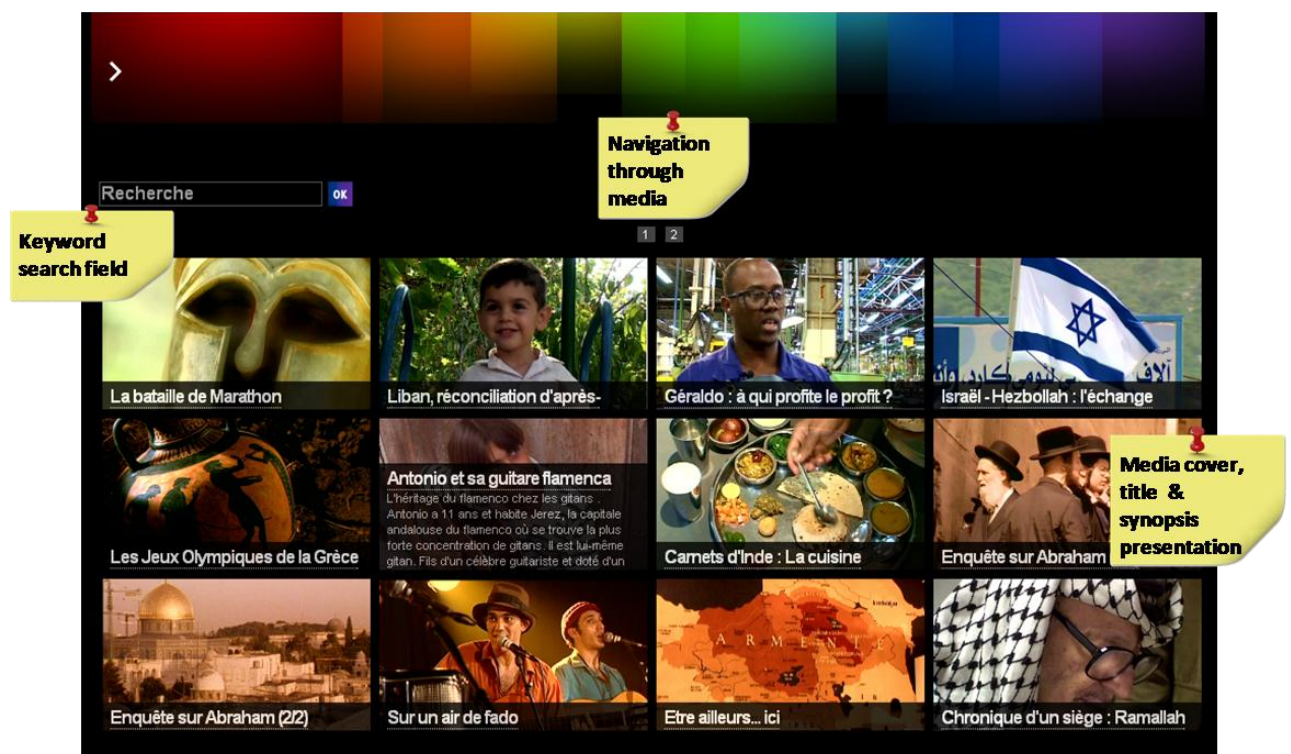 Navigation
through
media
Recherche
OK
Keyword
search field
1 2
La bataille de Marathon
Liban, réconciliation d'après-
Géraldo : à qui profite le profit ?
Israël - Hezbollah : l'échange
Les Jeux Olympiques de la Grèce
Antonio et sa guitare flamenca
L'héritage du flamenco chez les gitans .
Antonio a 11 ans et habite Jerez, la capitale
andalouse du flamenco où se trouve la plus
forte concentration de gitans. Il est lui-même
gitan. Fils d'un célèbre guitariste et doté d'un
Carnets d'Inde : La cuisine
Enquête sur Abraham
Media cover,
title &
synopsis
presentation
Enquête sur Abraham (2/2)
Sur un air de fado
ARMENIE
Etre ailleurs... ici
Chronique d'un siège : Ramallah